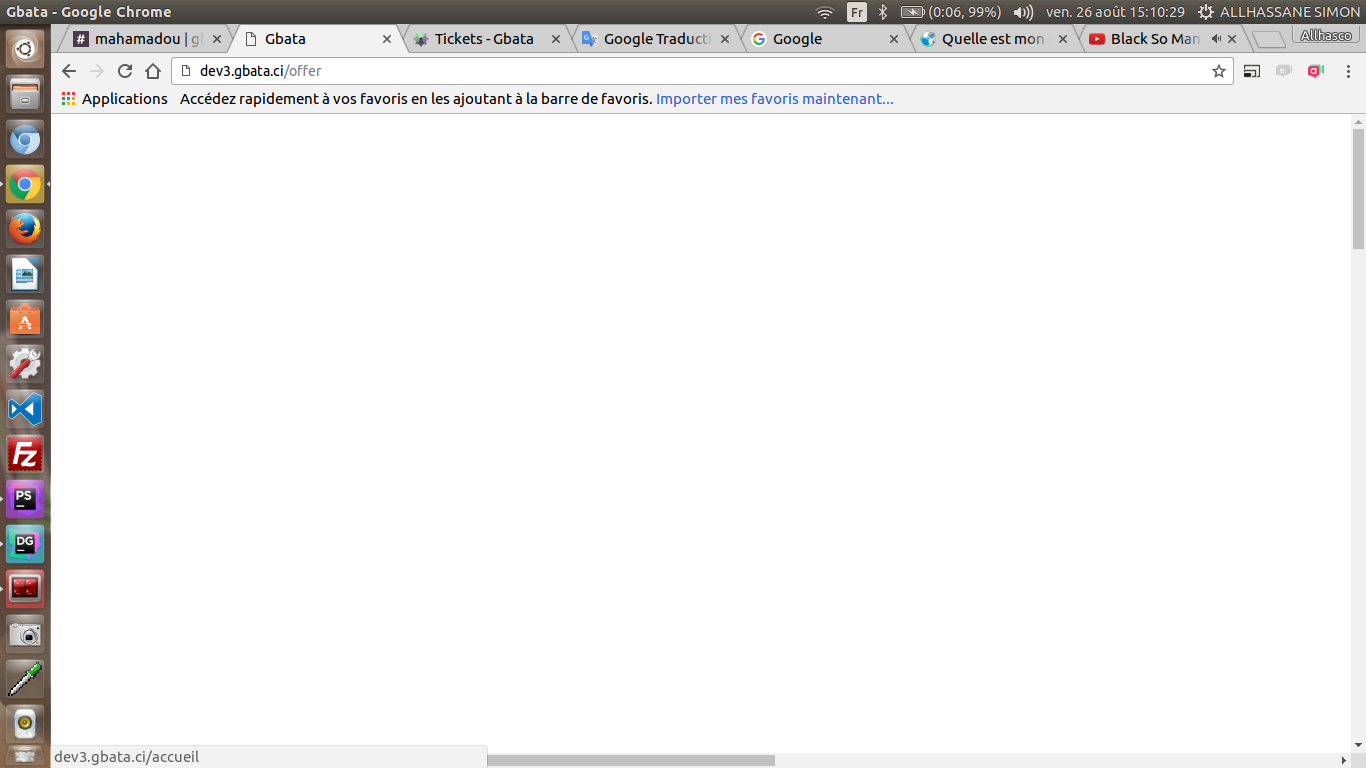 Gbata - Google Chrome
Fr
(0:06, 99%)
ven. 26 août 15:10:29
ALLHASSANE SIMON
mahamadou | gl
Gbata
Tickets - Gbata
Google Traducti
Google
Quelle est mon
Black So Man
Allhasco
dev3.gbata.ci/offer
Applications
Accédez rapidement à vos favoris en les ajoutant à la barre de favoris. Importer mes favoris maintenant...
FZ
PS
DG
dev3.gbata.ci/accueil